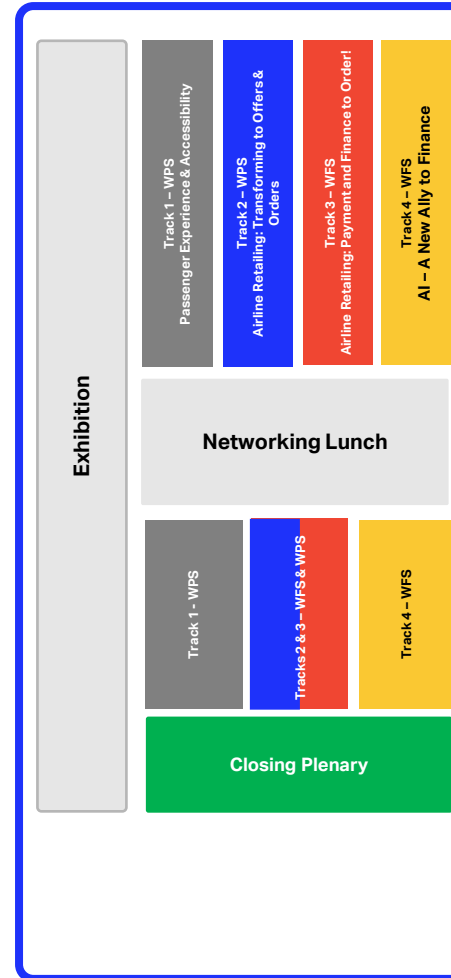 Exhibition
Track 1 – WPS
Passenger Experience & Accessibility
Track 2 – WPS
Airline Retailing: Transforming to Offers &
Orders
Track 3 – WFS
Airline Retailing: Payment and Finance to Order!
Track 4 – WFS
AI – A New Ally to Finance
Networking Lunch
Track 1 - WPS
Tracks 2 & 3 – WFS & WPS
Track 4 – WFS
Closing Plenary